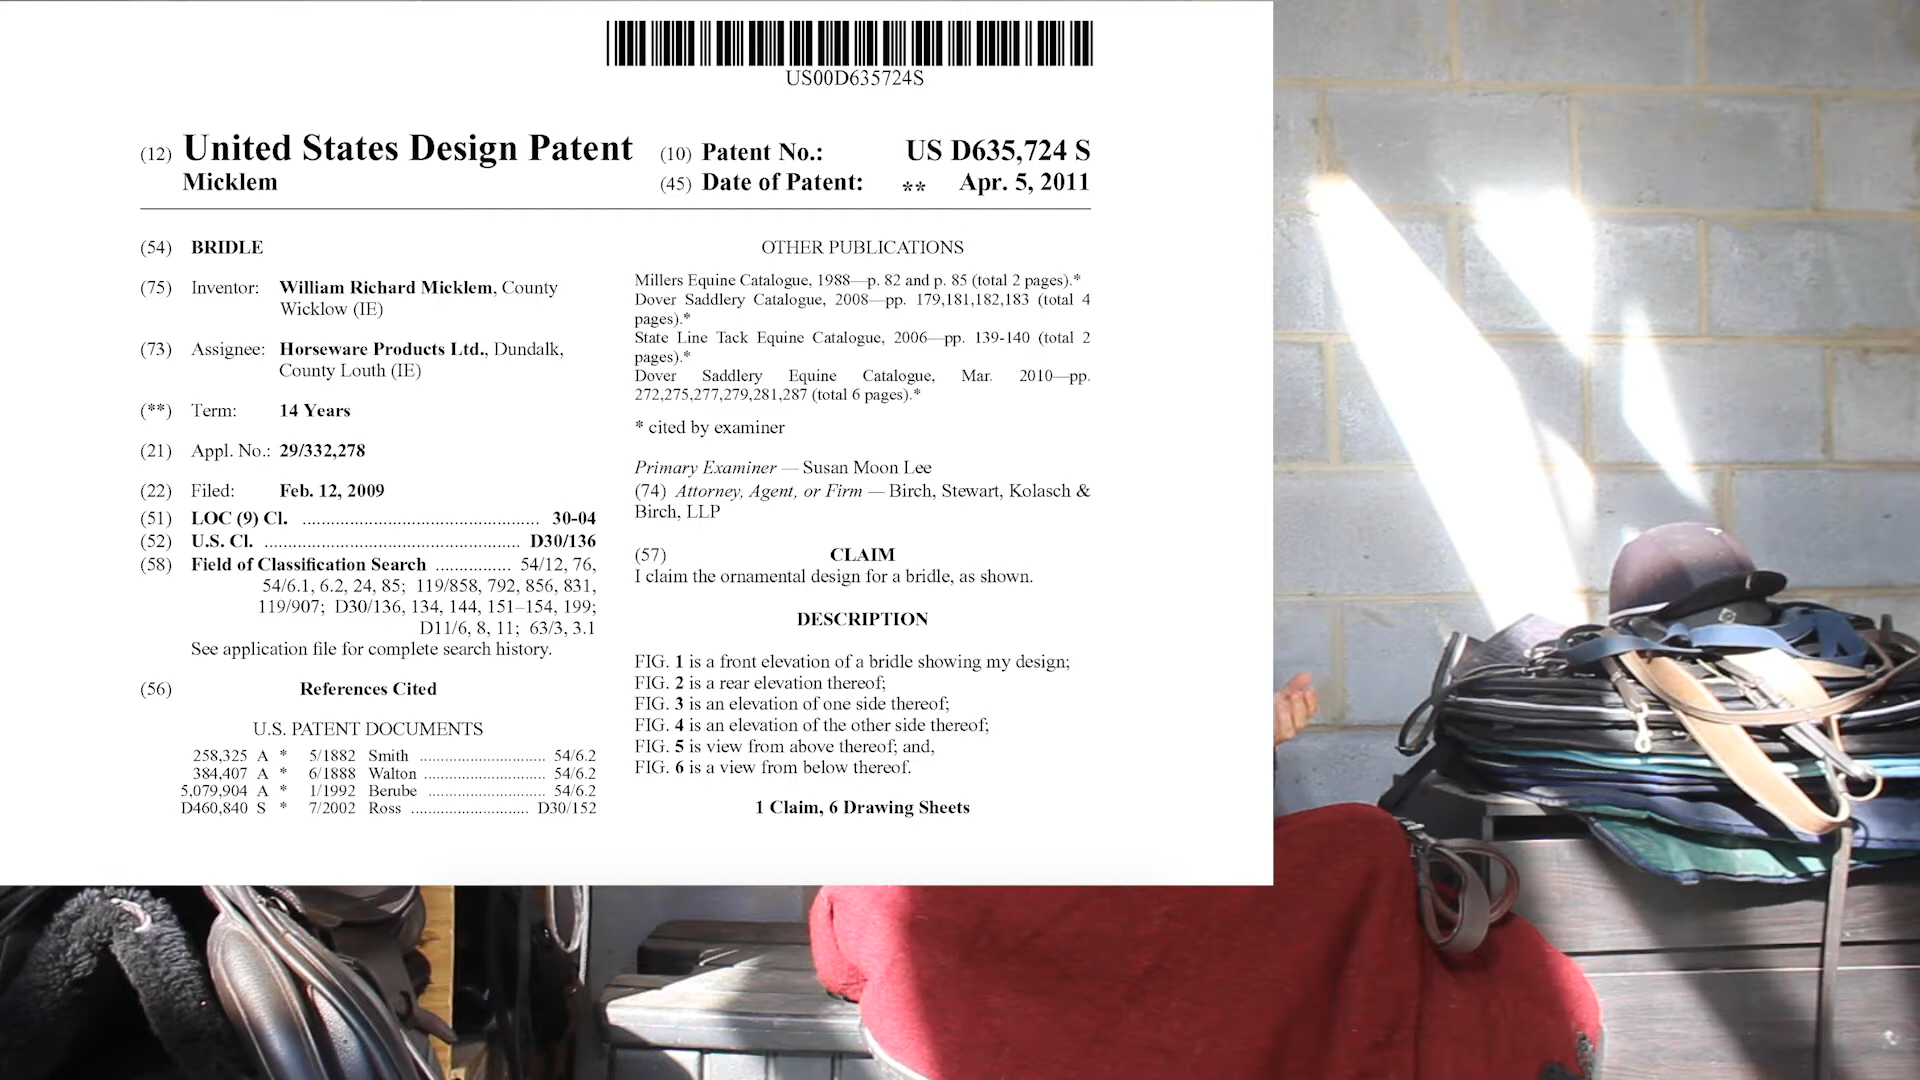 US00D635724S
(12) United States Design Patent
Micklem
(10) Patent No.: US D635,724 S
(45) Date of Patent: ** Apr. 5, 2011
(54) BRIDLE
(75) Inventor: William Richard Micklem, County
Wicklow (IE)
(73) Assignee: Horseware Products Ltd., Dundalk,
County Louth (IE)
(**) Term: 14 Years
(21) Appl. No.: 29/332,278
(22) Filed: Feb. 12, 2009
(51) LOC (9) Cl. ................................................ 30-04
(52) U.S. Cl. ..................................................... D30/136
(58) Field of Classification Search ................ 54/12, 76,
54/6.1, 6.2, 24, 85; 119/858, 792, 856, 831,
119/907; D30/136, 134, 144, 151–154, 199;
D11/6, 8, 11; 63/3, 3.1
See application file for complete search history.
(56) References Cited
U.S. PATENT DOCUMENTS
258,325 A * 5/1882 Smith ............................. 54/6.2
384,407 A * 6/1888 Walton ............................ 54/6.2
5,079,904 A * 1/1992 Berube ........................... 54/6.2
D460,840 S * 7/2002 Ross ........................... D30/152
OTHER PUBLICATIONS
Millers Equine Catalogue, 1988—p. 82 and p. 85 (total 2 pages).*
Dover Saddlery Catalogue, 2008—pp. 179,181,182,183 (total 4
pages).*
State Line Tack Equine Catalogue, 2006—pp. 139-140 (total 2
pages).*
Dover Saddlery Equine Catalogue, Mar. 2010—pp.
272,275,277,279,281,287 (total 6 pages).*
* cited by examiner
Primary Examiner — Susan Moon Lee
(74) Attorney, Agent, or Firm — Birch, Stewart, Kolasch &
Birch, LLP
(57) CLAIM
I claim the ornamental design for a bridle, as shown.
DESCRIPTION
FIG. 1 is a front elevation of a bridle showing my design;
FIG. 2 is a rear elevation thereof;
FIG. 3 is an elevation of one side thereof;
FIG. 4 is an elevation of the other side thereof;
FIG. 5 is view from above thereof; and,
FIG. 6 is a view from below thereof.
1 Claim, 6 Drawing Sheets